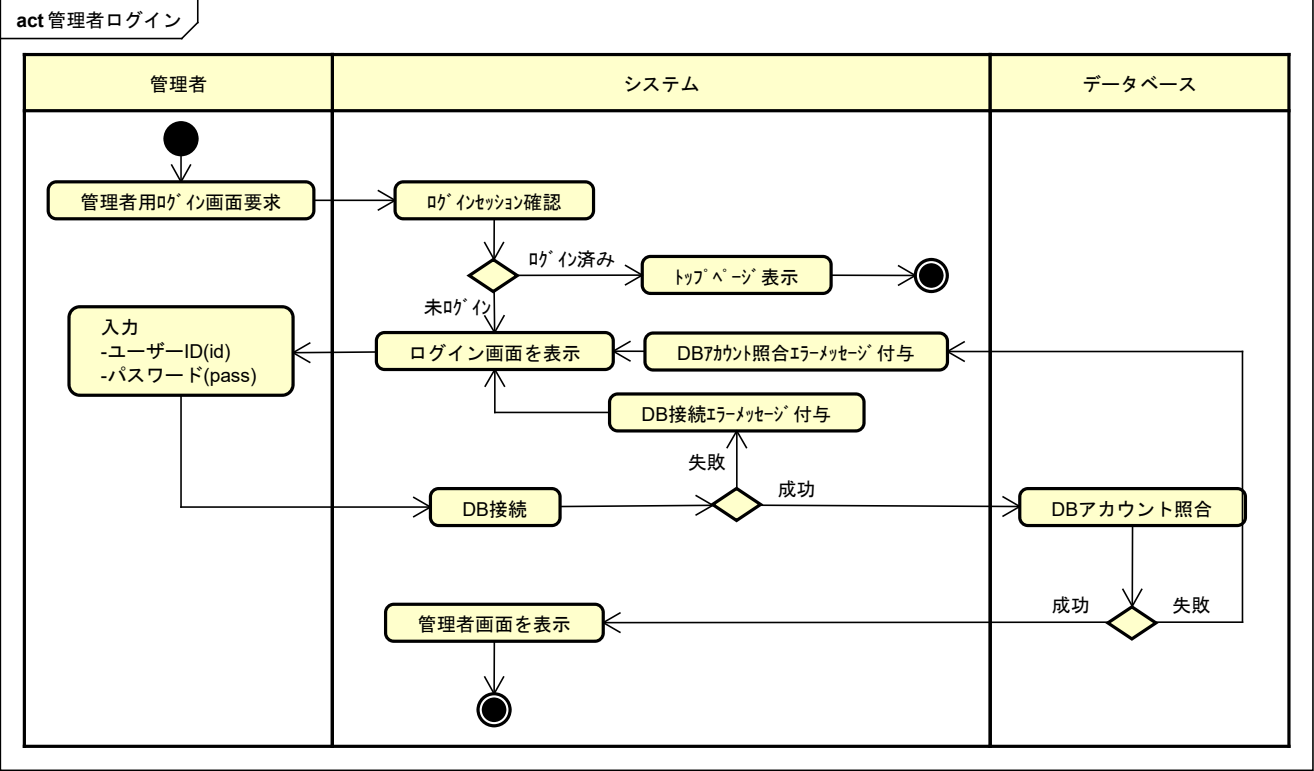 act 管理者ログイン
管理者
システム
データベース
管理者用ﾛｸﾞｲﾝ画面要求
ﾛｸﾞｲﾝｾｯｼｮﾝ確認
ﾛｸﾞｲﾝ済み
ﾄｯﾌﾟﾍﾟｰｼﾞ表示
未ﾛｸﾞｲﾝ
入力
-ユーザーID(id)
-パスワード(pass)
ログイン画面を表示
DBｱｶｳﾝﾄ照合ｴﾗｰﾒｯｾｰｼﾞ付与
DB接続ｴﾗｰﾒｯｾｰｼﾞ付与
失敗
成功
DB接続
DBアカウント照合
成功
失敗
管理者画面を表示